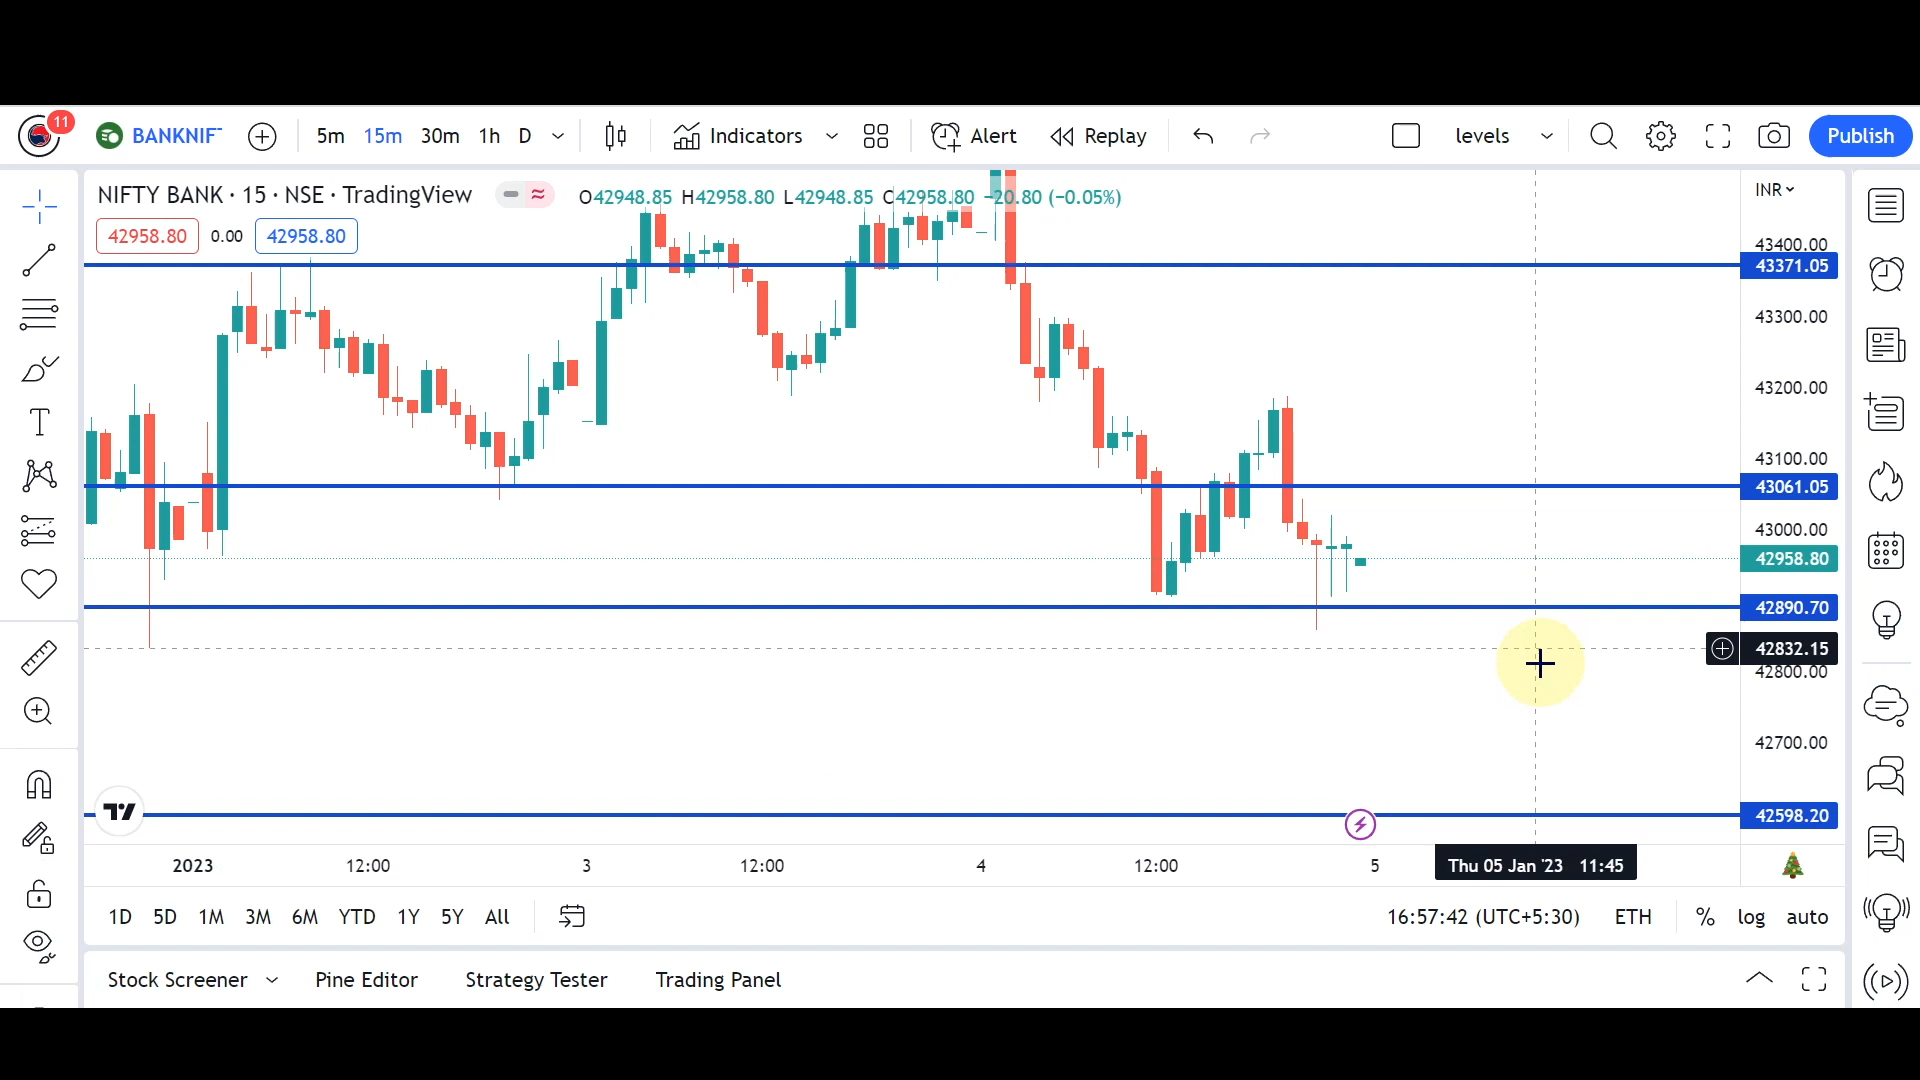 11
BANKNIF
5m 15m 30m 1h D Indicators Alert Replay levels Publish
NIFTY BANK · 15 · NSE · TradingView O42948.85 H42958.80 L42948.85 C42958.80 −20.80 (−0.05%)
INR
42958.80 0.00 42958.80
43400.00
43371.05
43300.00
43200.00
43100.00
43061.05
43000.00
42958.80
42890.70
42832.15
42800.00
42700.00
42598.20
2023 12:00 3 12:00 4 12:00 5 Thu 05 Jan '23 11:45
1D 5D 1M 3M 6M YTD 1Y 5Y All 16:57:42 (UTC+5:30) ETH % log auto
Stock Screener Pine Editor Strategy Tester Trading Panel